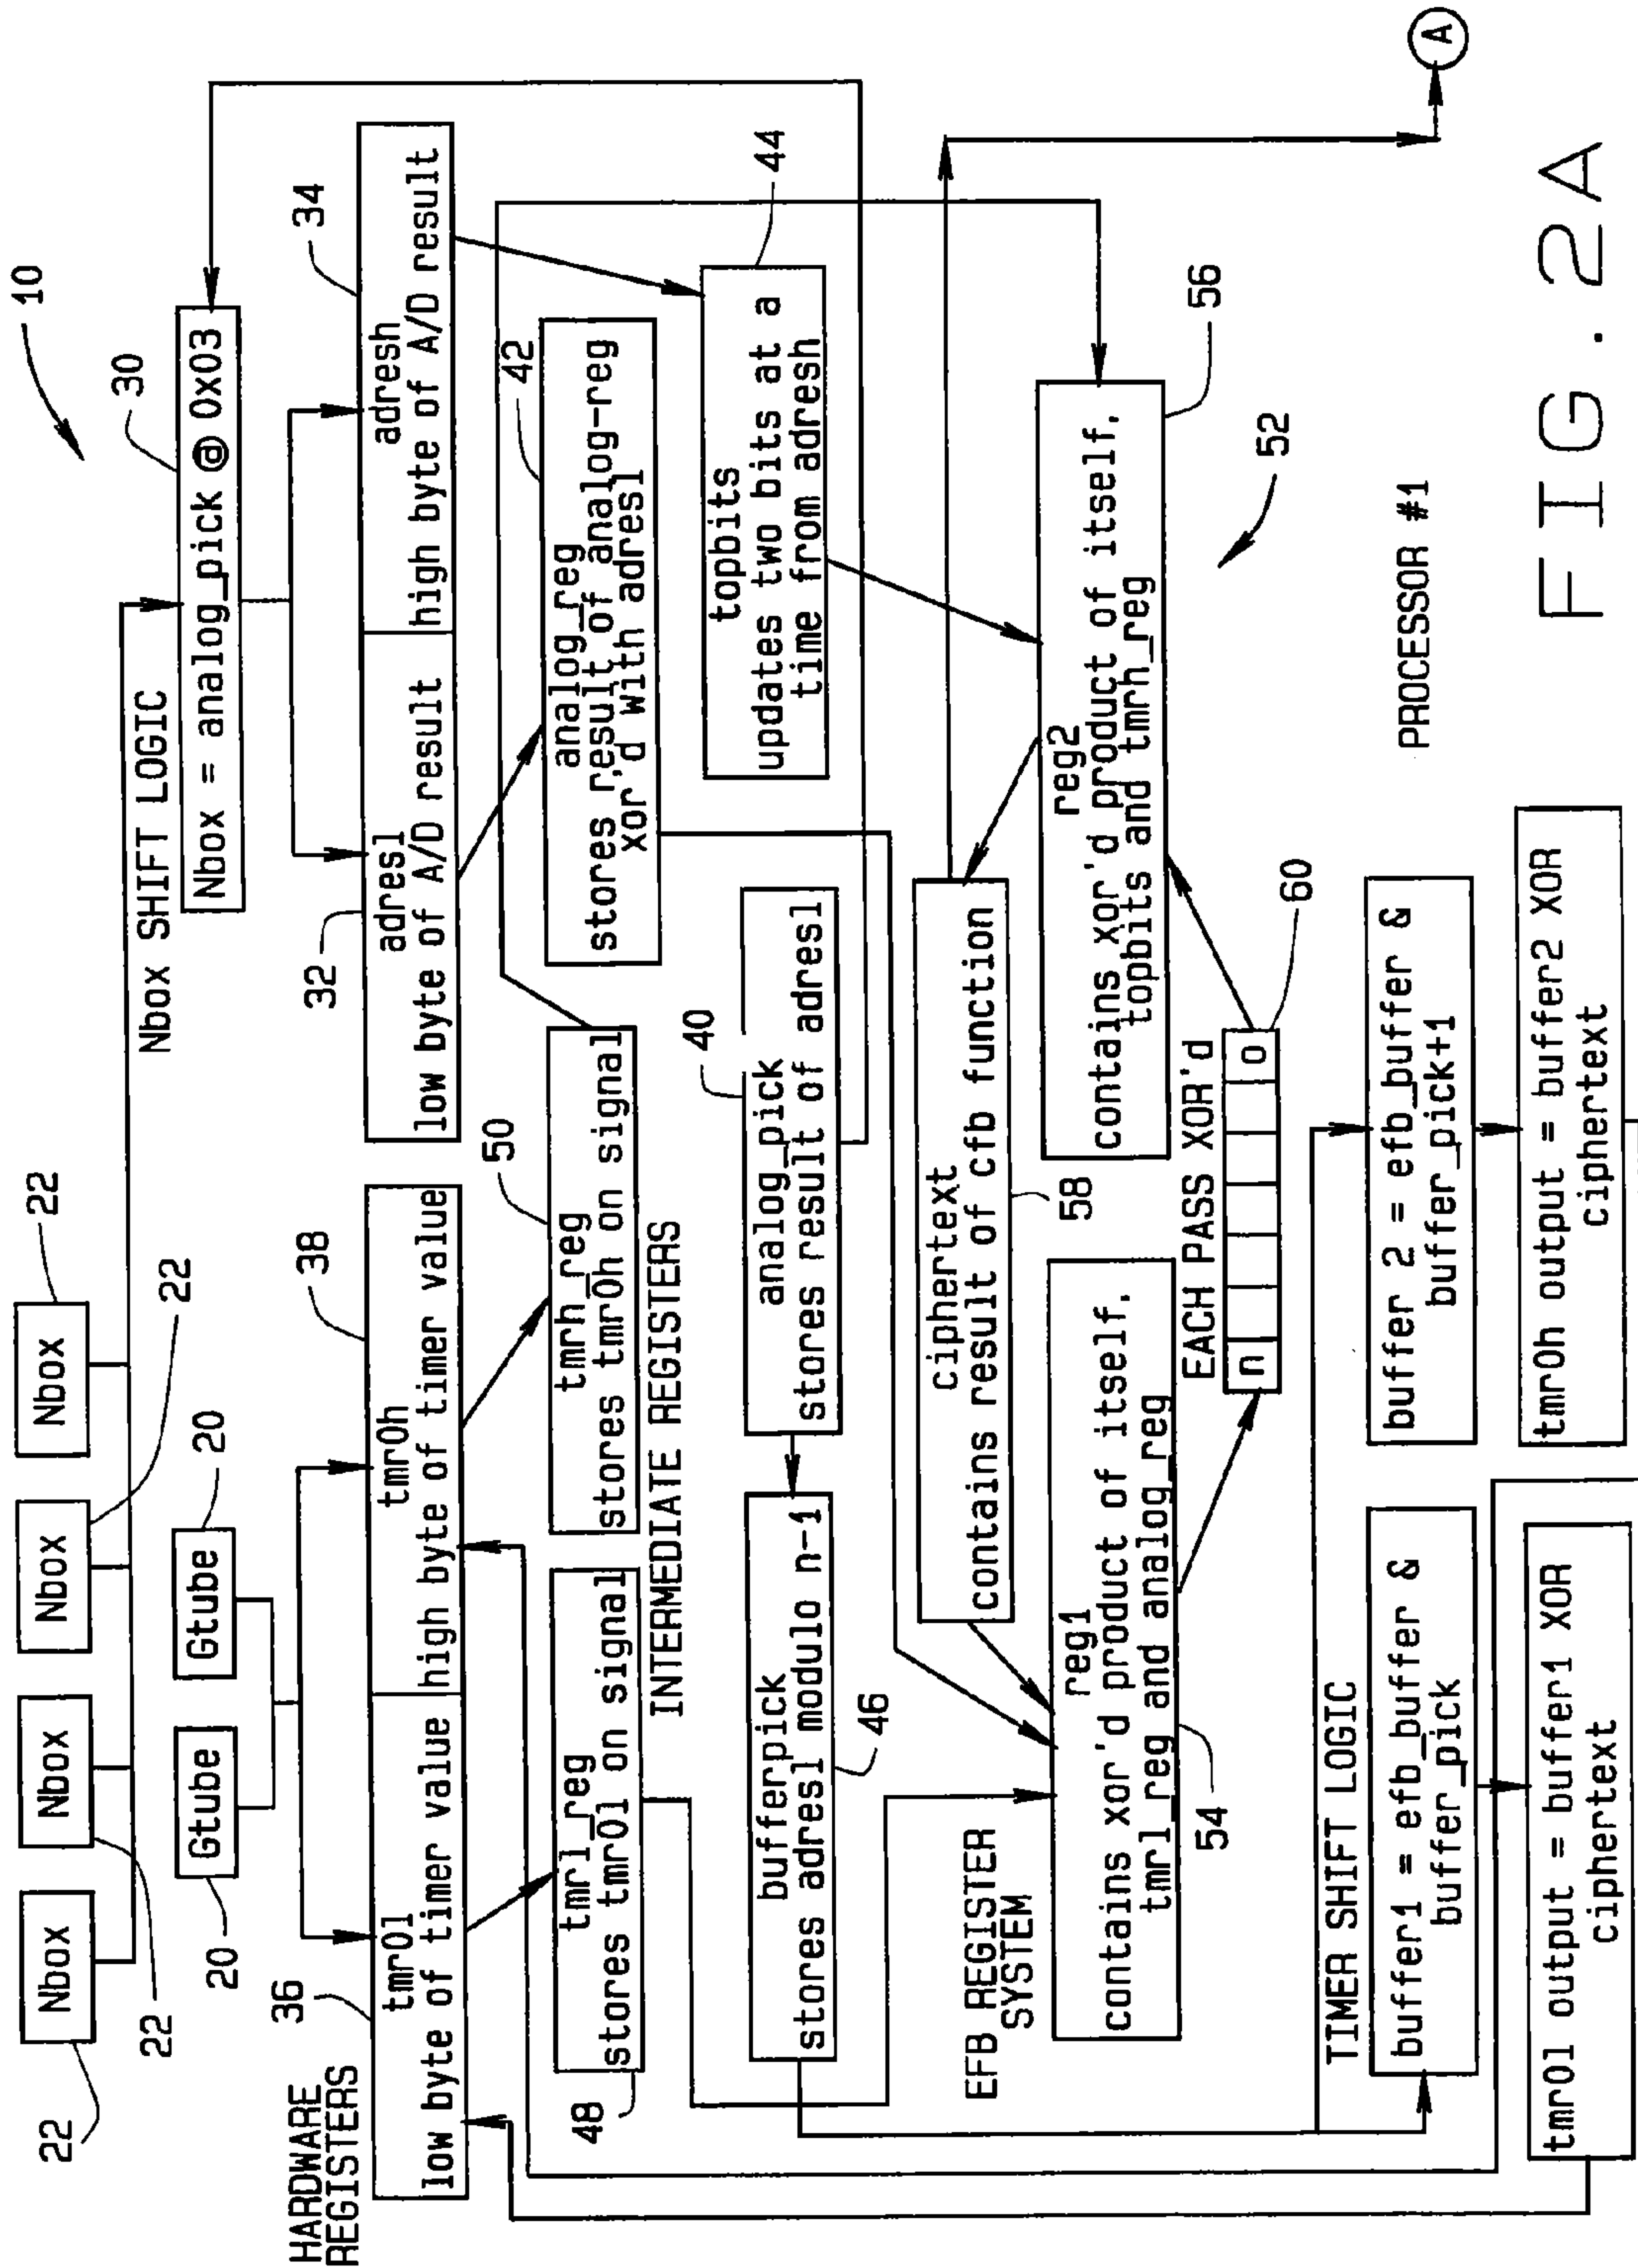 10
Nbox
Nbox
Nbox
Nbox
22
22
22
22
Gtube
Gtube
20
20
Nbox SHIFT LOGIC
30
Nbox = analog_pick @ 0x03
HARDWARE
REGISTERS
36
tmr0l
low byte of timer value
tmr0h
high byte of timer value
38
32
adresl
low byte of A/D result
adresh
high byte of A/D result
34
48
tmrl_reg
stores tmr0l on signal
50
tmrh_reg
stores tmr0h on signal
42
analog_reg
stores result of analog-reg
xor'd with adresl
INTERMEDIATE REGISTERS
bufferpick
stores adresl modulo n-1
46
40
analog_pick
stores result of adresl
44
topbits
updates two bits at a
time from adresh
EFB REGISTER
SYSTEM
ciphertext
contains result of cfb function
58
reg1
contains xor'd product of itself,
tmrl_reg and analog_reg
54
reg2
contains xor'd product of itself,
topbits and tmrh_reg
56
52
EACH PASS XOR'd
n
o
60
TIMER SHIFT LOGIC
buffer1 = efb_buffer &
buffer_pick
buffer 2 = efb_buffer &
buffer_pick+1
tmr0l output = buffer1 XOR
ciphertext
tmr0h output = buffer2 XOR
ciphertext
PROCESSOR #1
A
FIG. 2A